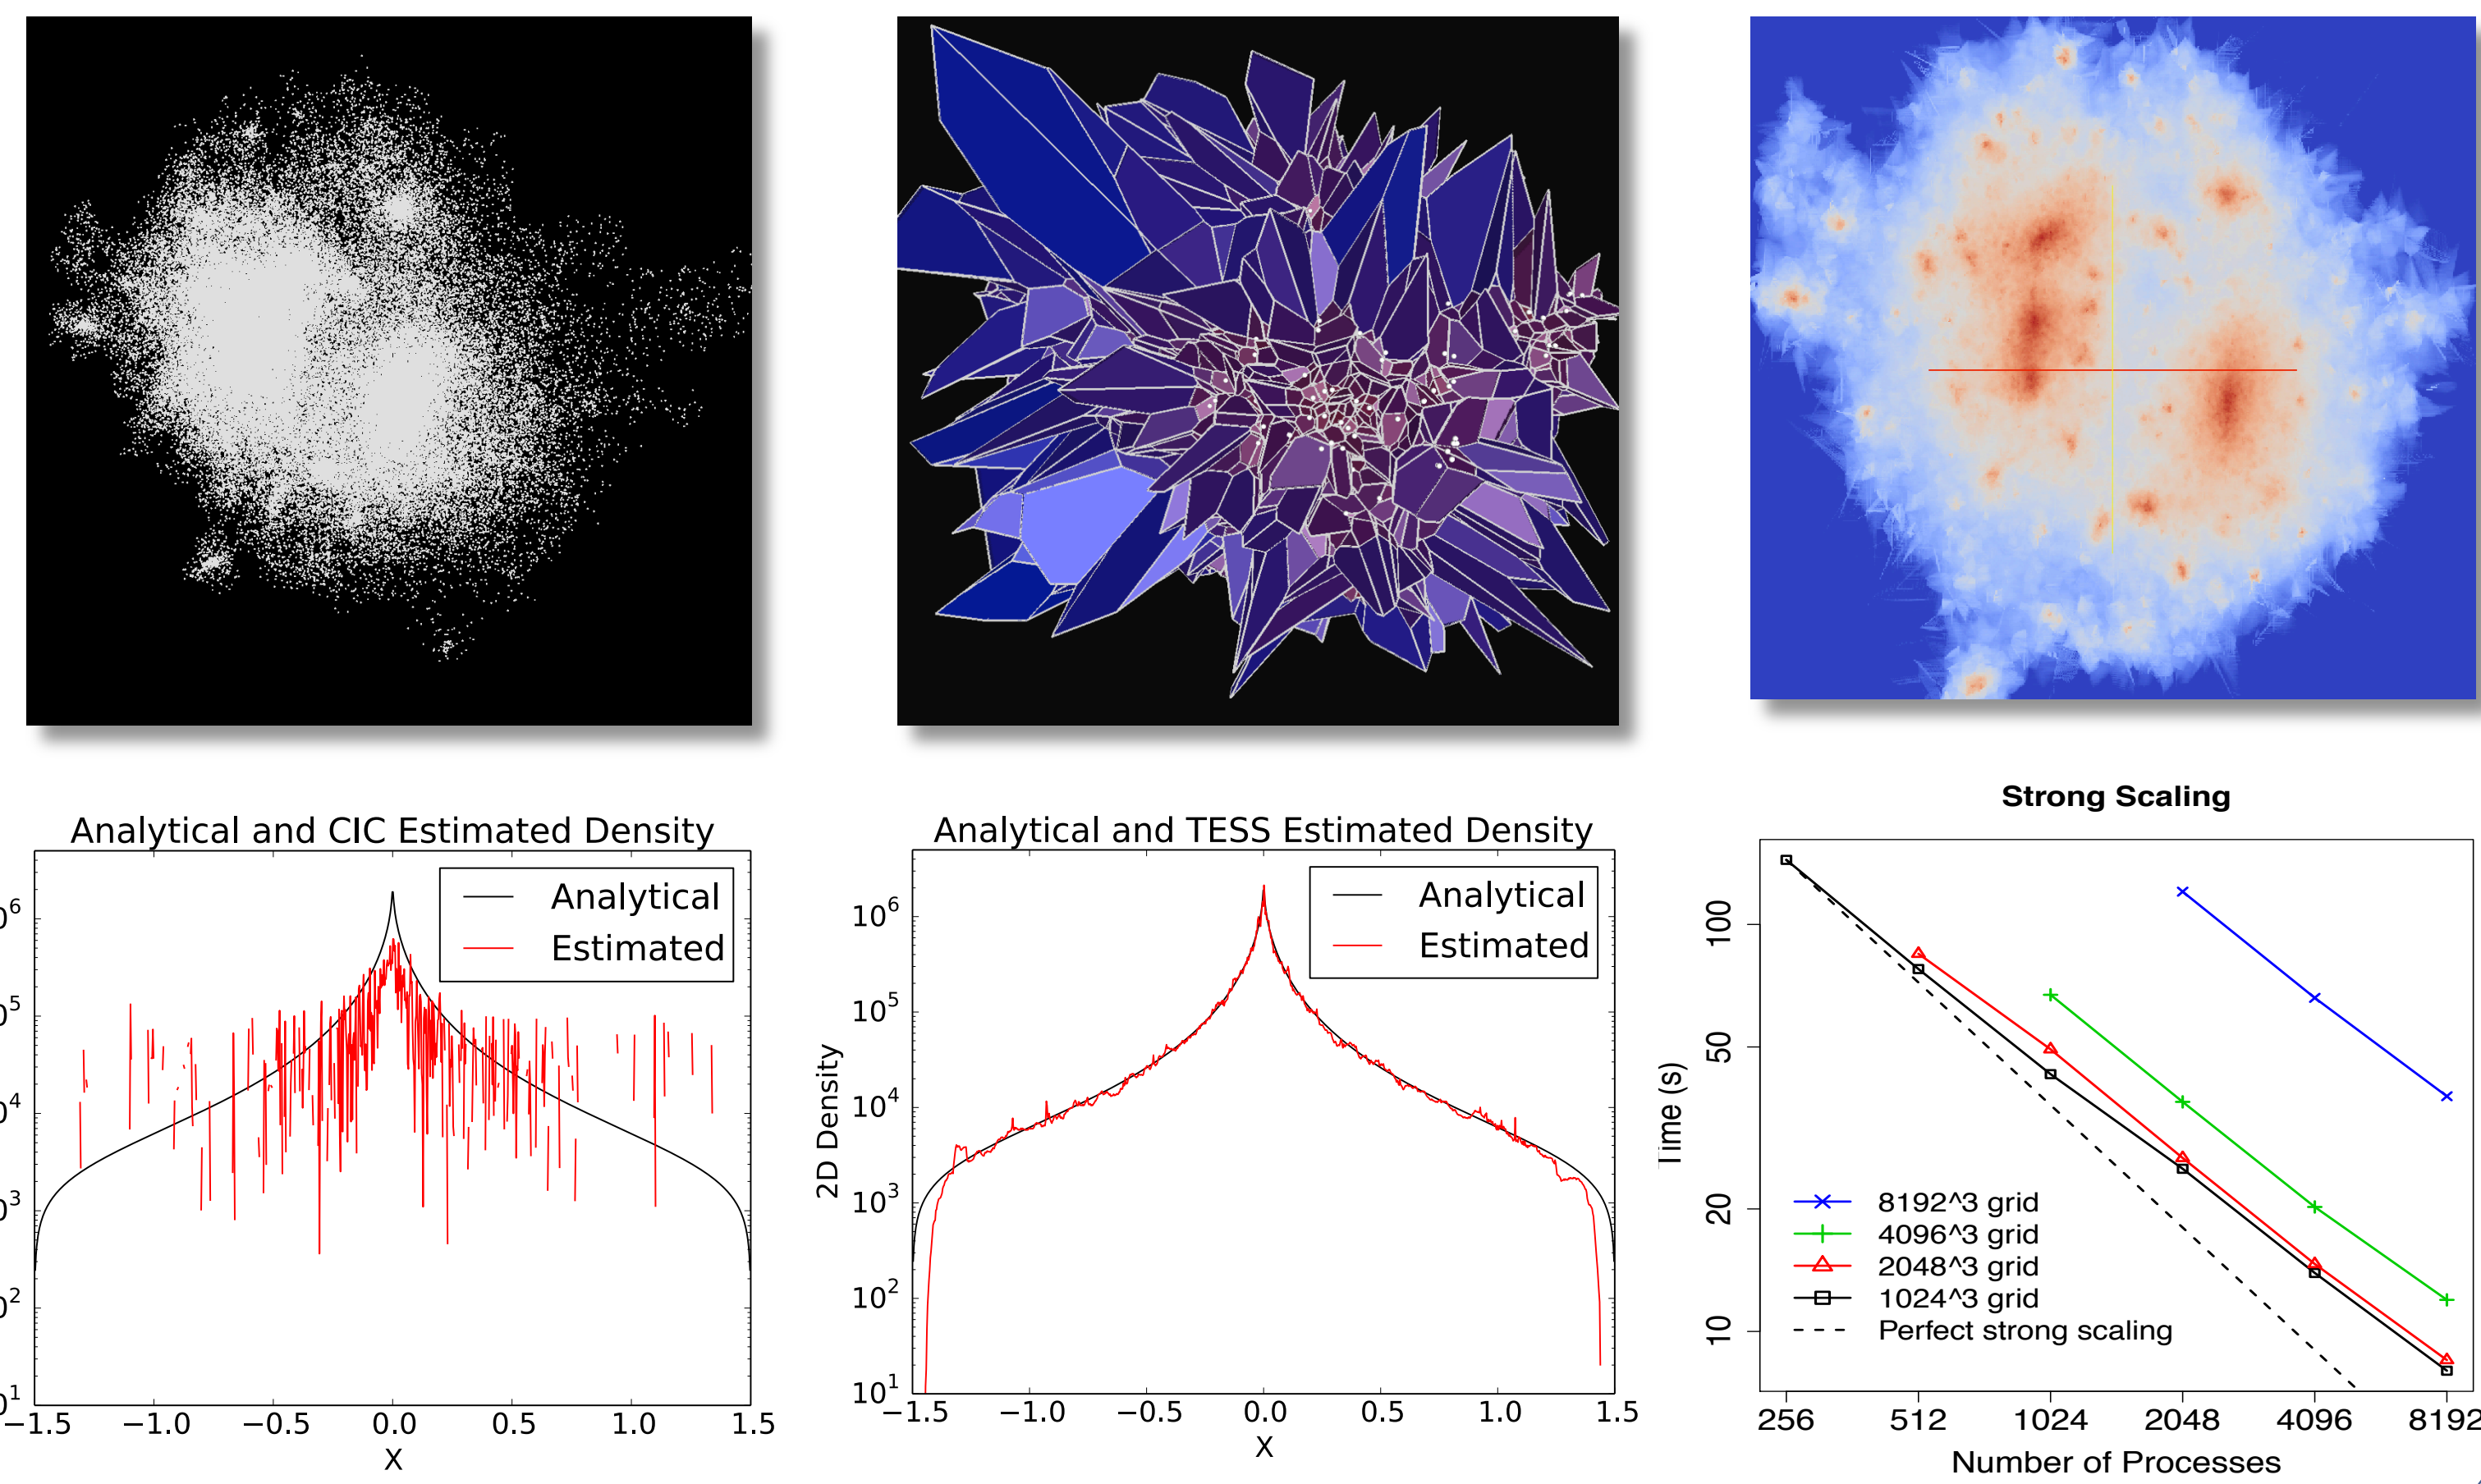 Analytical and CIC Estimated Density
Analytical
Estimated
−1.5 −1.0 −0.5 0.0 0.5 1.0 1.5
X
Analytical and TESS Estimated Density
Analytical
Estimated
2D Density
10^6
10^5
10^4
10^3
10^2
10^1
−1.5 −1.0 −0.5 0.0 0.5 1.0 1.5
X
Strong Scaling
Time (s)
100
50
20
10
8192^3 grid
4096^3 grid
2048^3 grid
1024^3 grid
Perfect strong scaling
256 512 1024 2048 4096 8192
Number of Processes